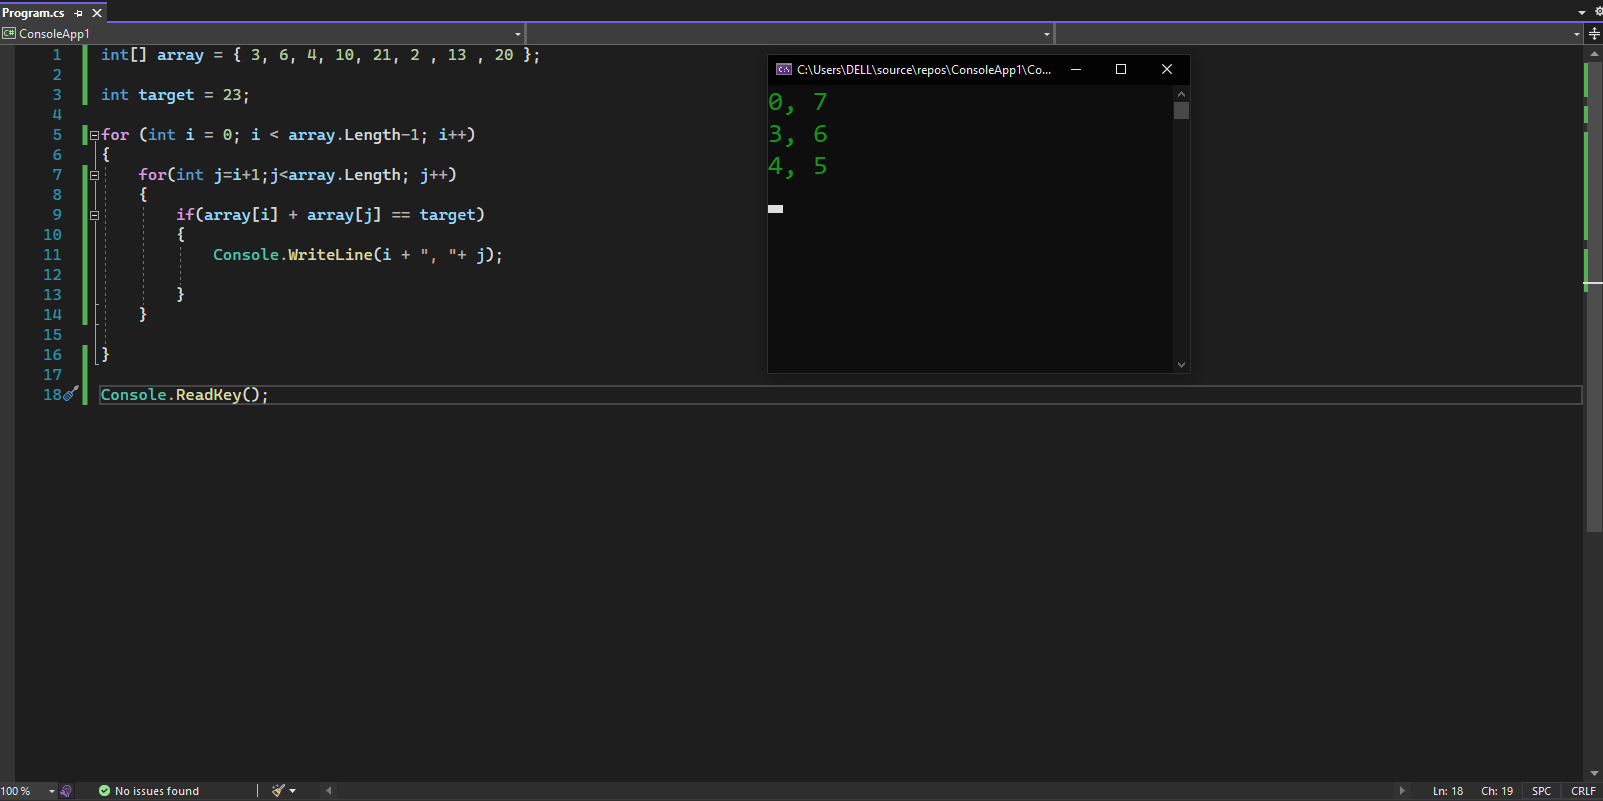 Program.cs
ConsoleApp1
1 int[] array = { 3, 6, 4, 10, 21, 2 , 13 , 20 };
2
3 int target = 23;
4
5 for (int i = 0; i < array.Length-1; i++)
6 {
7 for(int j=i+1;j<array.Length; j++)
8 {
9 if(array[i] + array[j] == target)
10 {
11 Console.WriteLine(i + ", "+ j);
12
13 }
14 }
15
16 }
17
18 Console.ReadKey();
C:\Users\DELL\source\repos\ConsoleApp1\Co...
0, 7
3, 6
4, 5
100 % No issues found Ln: 18 Ch: 19 SPC CRLF